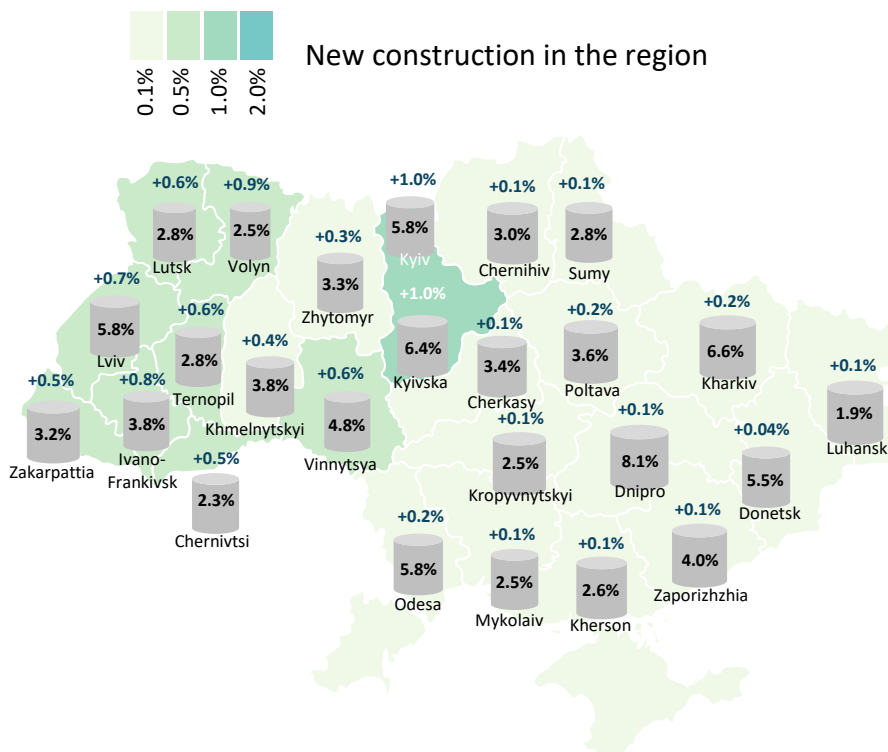 New construction in the region
0.1%
0.5%
1.0%
2.0%
+0.6%
2.8%
Lutsk
+0.9%
2.5%
Volyn
+0.3%
3.3%
Zhytomyr
+1.0%
5.8%
Kyiv
+0.1%
3.0%
Chernihiv
+0.1%
2.8%
Sumy
+0.7%
5.8%
Lviv
+0.6%
2.8%
Ternopil
+0.4%
3.8%
Khmelnytskyi
+1.0%
6.4%
Kyivska
+0.1%
3.4%
Cherkasy
+0.2%
3.6%
Poltava
+0.2%
6.6%
Kharkiv
+0.1%
1.9%
Luhansk
+0.5%
3.2%
Zakarpattia
+0.8%
3.8%
Ivano-
Frankivsk
+0.6%
4.8%
Vinnytsya
+0.1%
2.5%
Kropyvnytskyi
+0.1%
8.1%
Dnipro
+0.04%
5.5%
Donetsk
+0.5%
2.3%
Chernivtsi
+0.2%
5.8%
Odesa
+0.1%
2.5%
Mykolaiv
+0.1%
2.6%
Kherson
+0.1%
4.0%
Zaporizhzhia